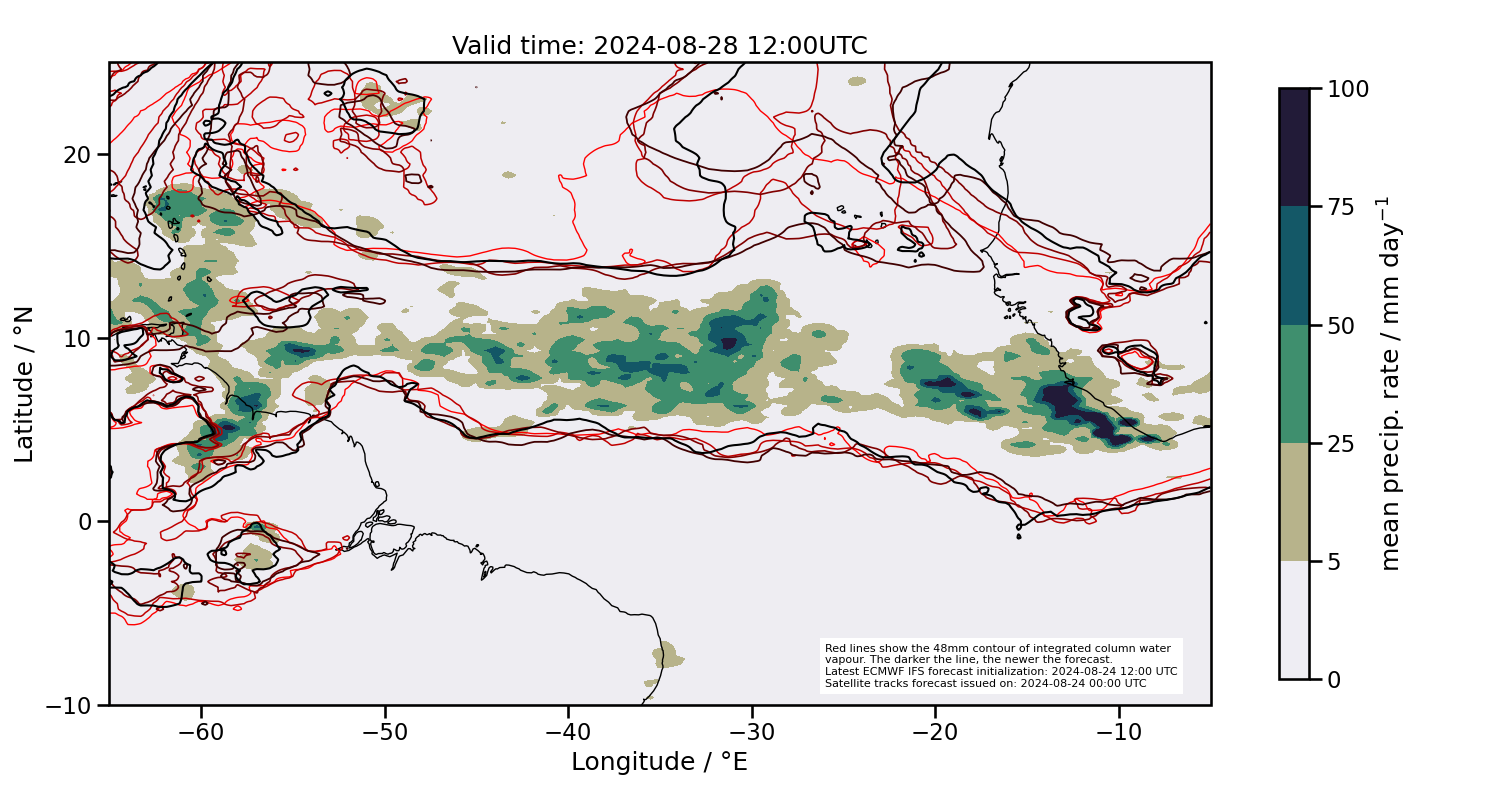 Valid time: 2024-08-28 12:00UTC
20
10
0
−10
Latitude / °N
−60
−50
−40
−30
−20
−10
Longitude / °E
Red lines show the 48mm contour of integrated column water
vapour. The darker the line, the newer the forecast.
Latest ECMWF IFS forecast initialization: 2024-08-24 12:00 UTC
Satellite tracks forecast issued on: 2024-08-24 00:00 UTC
100
75
50
25
5
0
mean precip. rate / mm day⁻¹